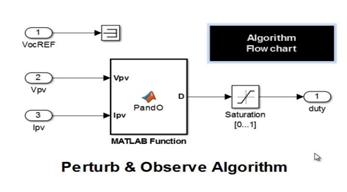 1
VocREF
Algorithm
Flow chart
2
Vpv
Vpv
PandO
D
3
Ipv
Ipv
MATLAB Function
Saturation
[0...1]
1
duty
Perturb & Observe Algorithm